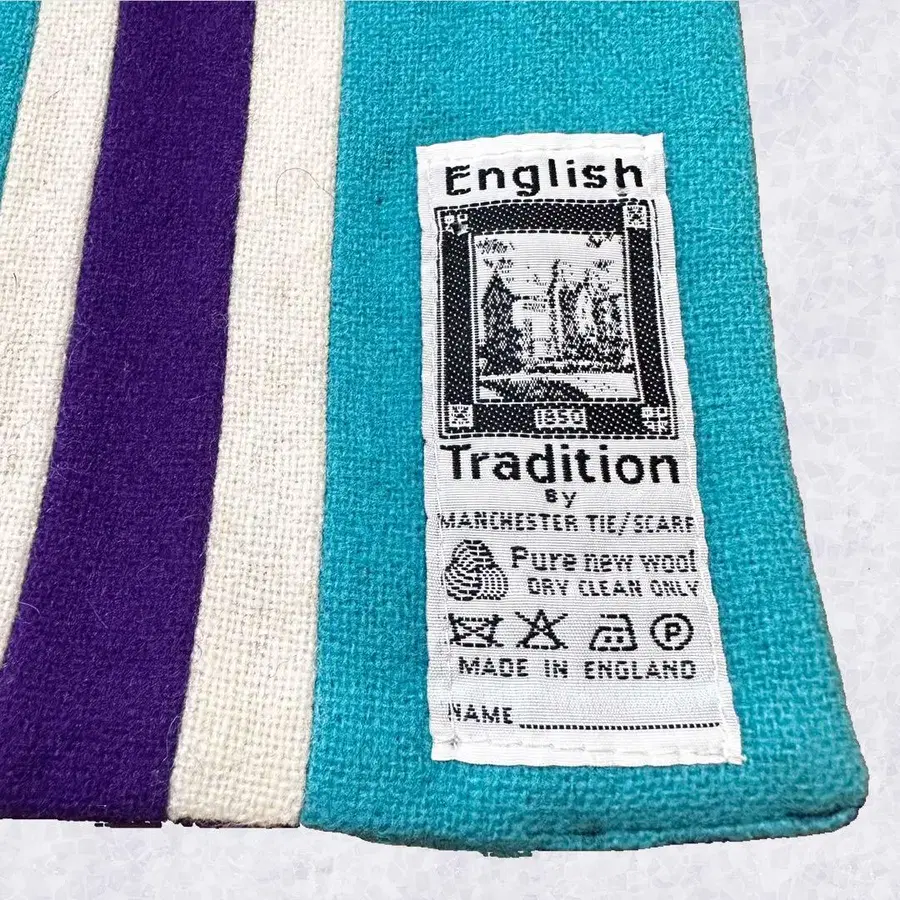 English
1850
Tradition
By
MANCHESTER TIE/SCARF
Pure new wool
DRY CLEAN ONLY
P
MADE IN ENGLAND
NAME